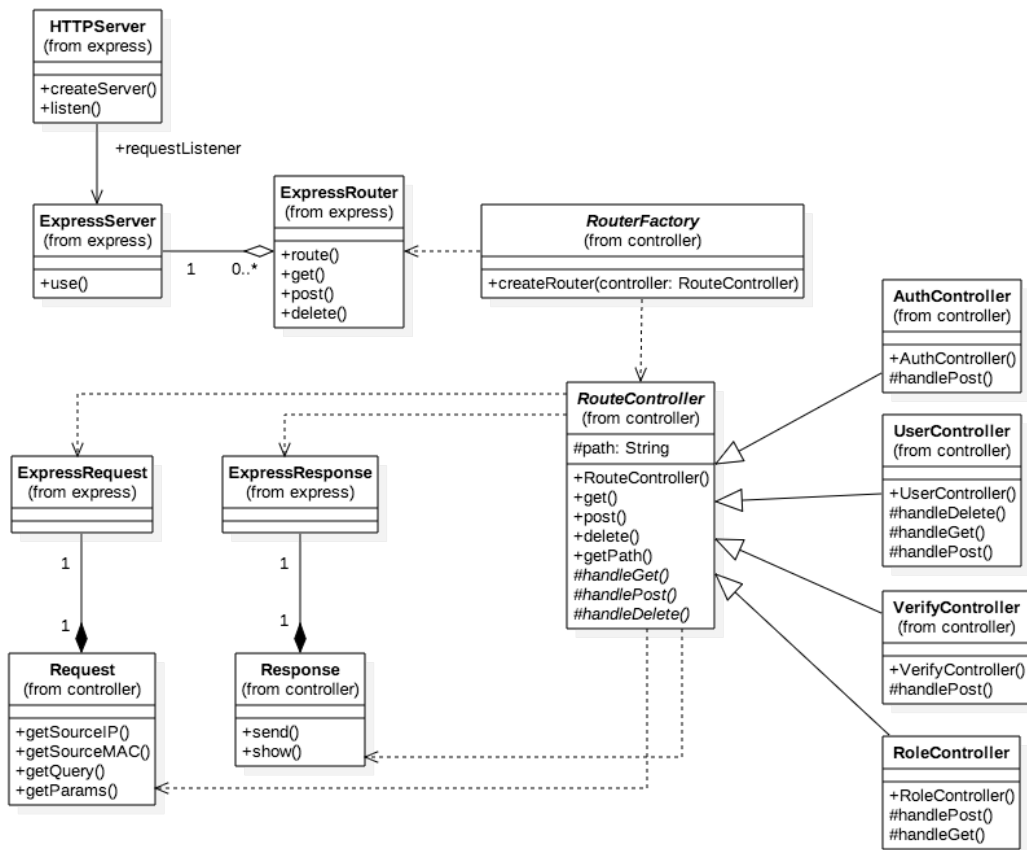 HTTPServer
(from express)
+createServer()
+listen()
+requestListener
ExpressServer
(from express)
+use()
1
0..*
ExpressRouter
(from express)
+route()
+get()
+post()
+delete()
RouterFactory
(from controller)
+createRouter(controller: RouteController)
AuthController
(from controller)
+AuthController()
#handlePost()
RouteController
(from controller)
#path: String
+RouteController()
+get()
+post()
+delete()
+getPath()
#handleGet()
#handlePost()
#handleDelete()
UserController
(from controller)
+UserController()
#handleDelete()
#handleGet()
#handlePost()
ExpressRequest
(from express)
1
1
ExpressResponse
(from express)
1
1
VerifyController
(from controller)
+VerifyController()
#handlePost()
Request
(from controller)
+getSourceIP()
+getSourceMAC()
+getQuery()
+getParams()
Response
(from controller)
+send()
+show()
RoleController
+RoleController()
#handlePost()
#handleGet()